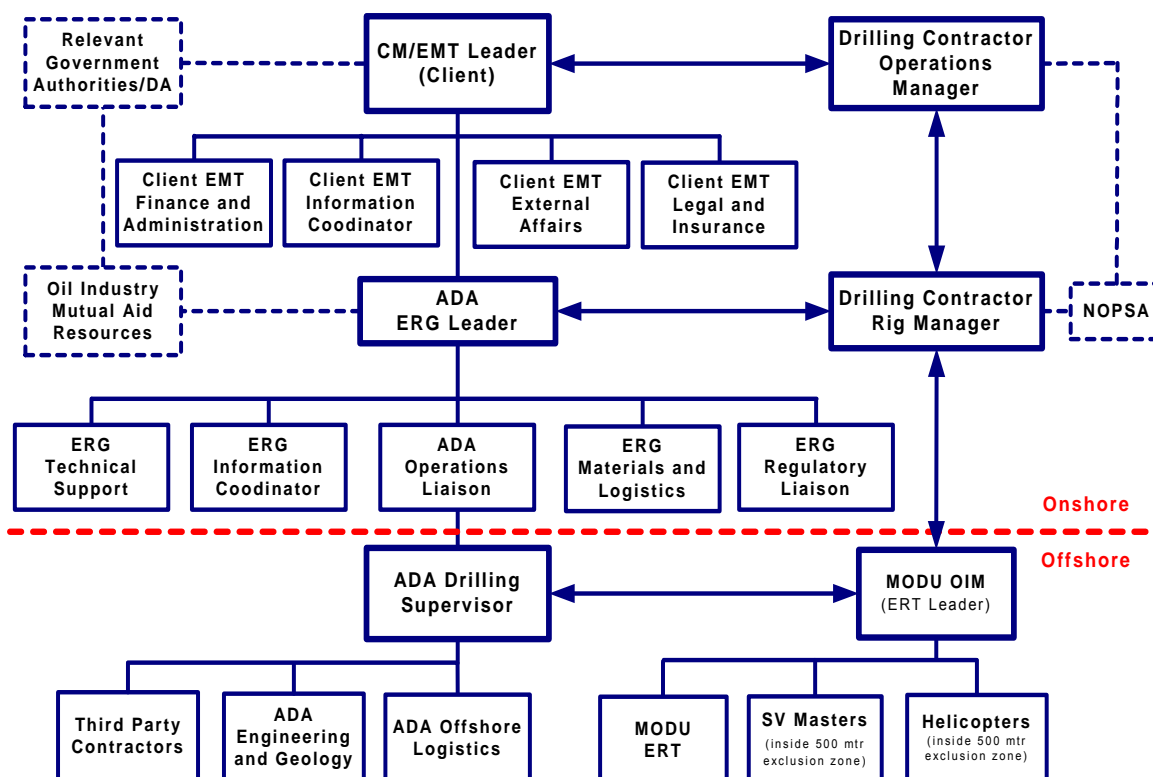 Relevant
Government
Authorities/DA
CM/EMT Leader
(Client)
Drilling Contractor
Operations
Manager
Client EMT
Finance and
Administration
Client EMT
Information
Coodinator
Client EMT
External
Affairs
Client EMT
Legal and
Insurance
Oil Industry
Mutual Aid
Resources
ADA
ERG Leader
Drilling Contractor
Rig Manager
NOPSA
ERG
Technical
Support
ERG
Information
Coodinator
ADA
Operations
Liaison
ERG
Materials and
Logistics
ERG
Regulatory
Liaison
Onshore
Offshore
ADA Drilling
Supervisor
MODU OIM
(ERT Leader)
Third Party
Contractors
ADA
Engineering
and Geology
ADA Offshore
Logistics
MODU
ERT
SV Masters
(inside 500 mtr
exclusion zone)
Helicopters
(inside 500 mtr
exclusion zone)